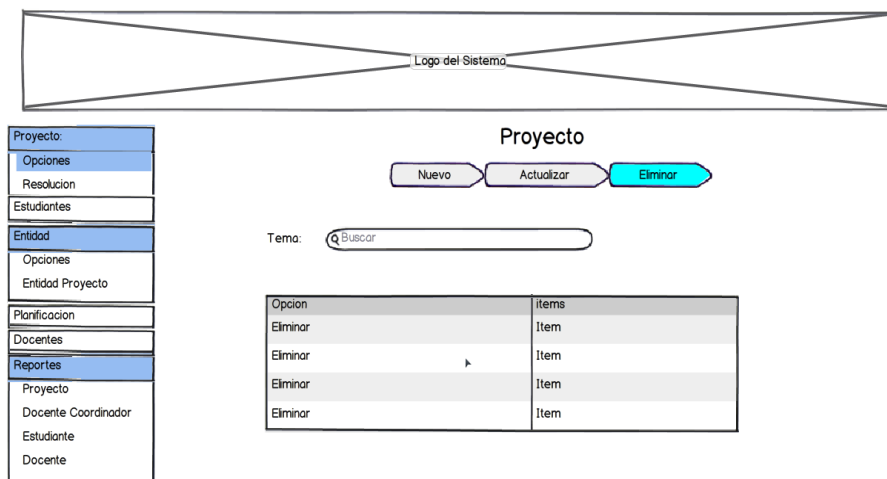 Logo del Sistema
Proyecto:
Opciones
Resolucion
Estudiantes
Entidad
Opciones
Entidad Proyecto
Planificacion
Docentes
Reportes
Proyecto
Docente Coordinador
Estudiante
Docente
Proyecto
Nuevo Actualizar Eliminar
Tema: Buscar
Opcion items
Eliminar Item
Eliminar Item
Eliminar Item
Eliminar Item